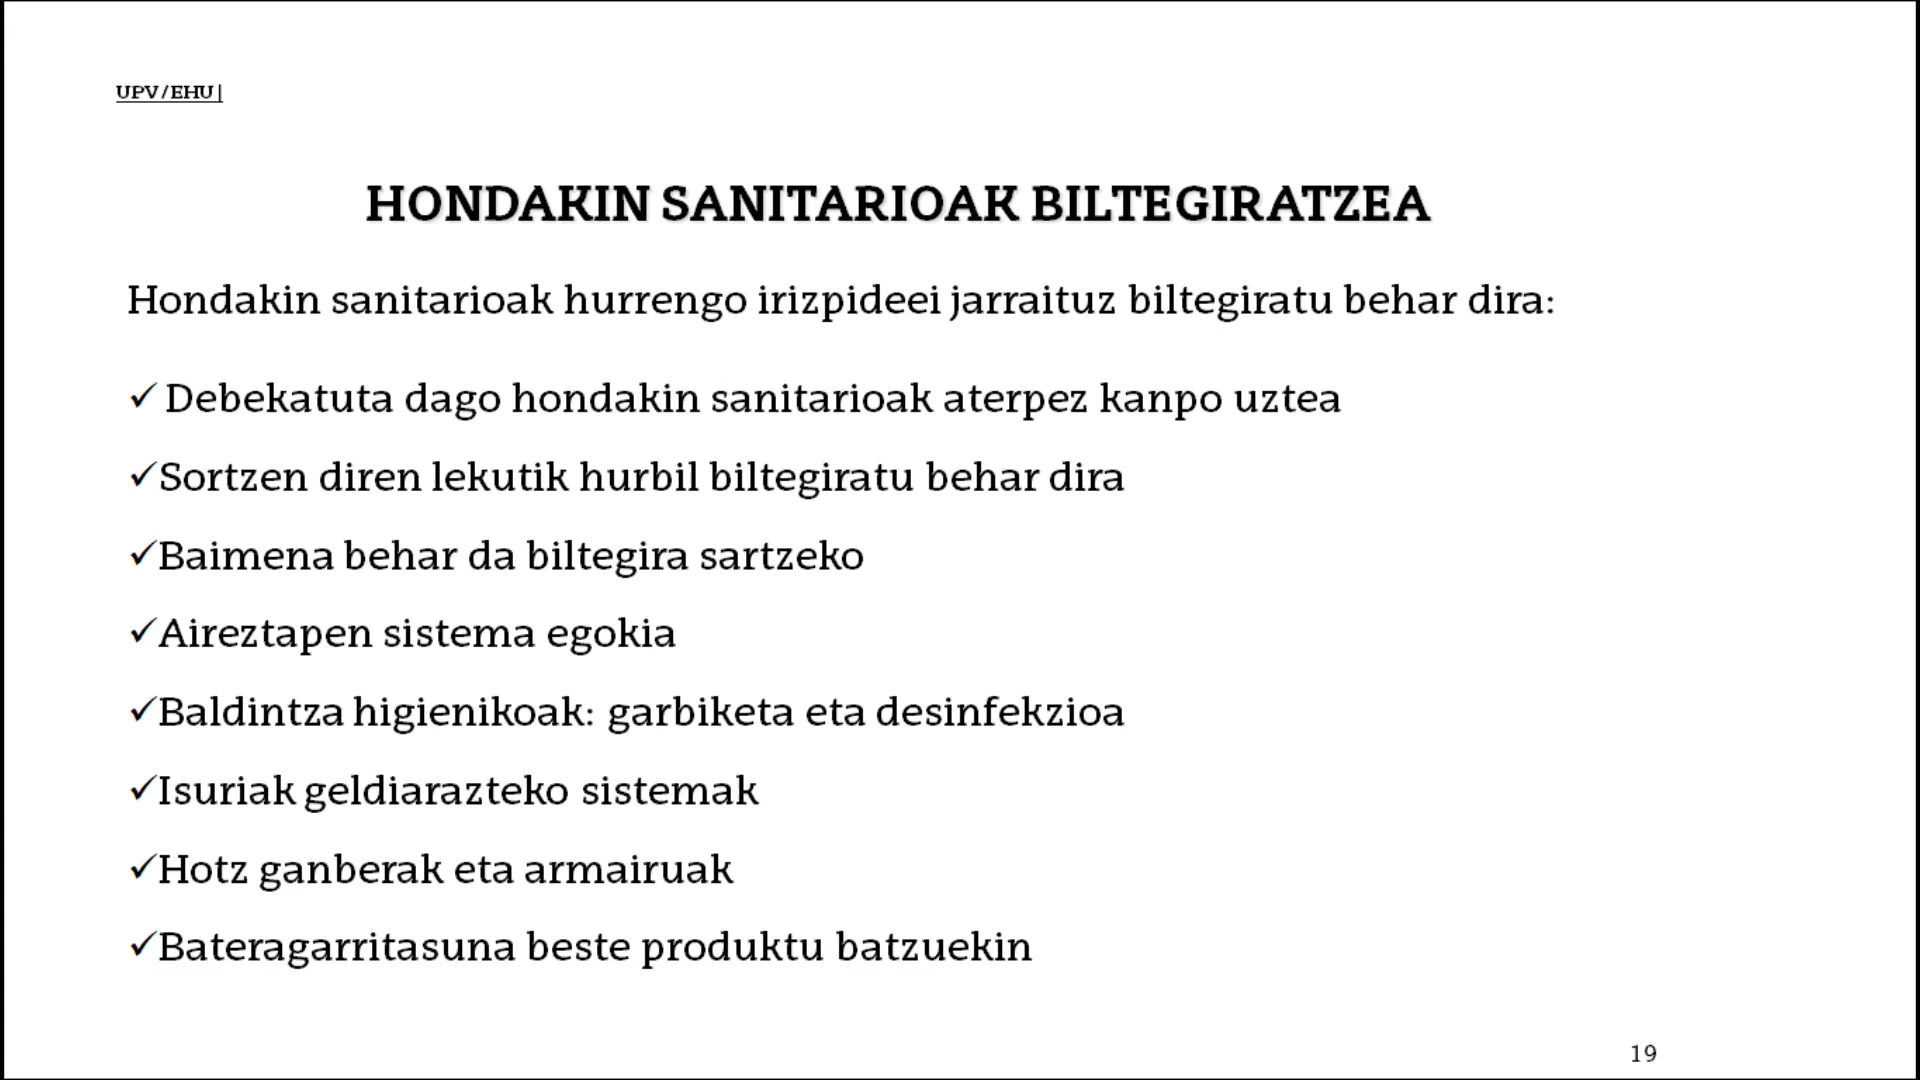 UPV/EHU|
HONDAKIN SANITARIOAK BILTEGIRATZEA
Hondakin sanitarioak hurrengo irizpideei jarraituz biltegiratu behar dira:
✓ Debekatuta dago hondakin sanitarioak aterpez kanpo uztea
✓Sortzen diren lekutik hurbil biltegiratu behar dira
✓Baimena behar da biltegira sartzeko
✓Aireztapen sistema egokia
✓Baldintza higienikoak: garbiketa eta desinfekzioa
✓Isuriak geldiarazteko sistemak
✓Hotz ganberak eta armairuak
✓Bateragarritasuna beste produktu batzuekin
19